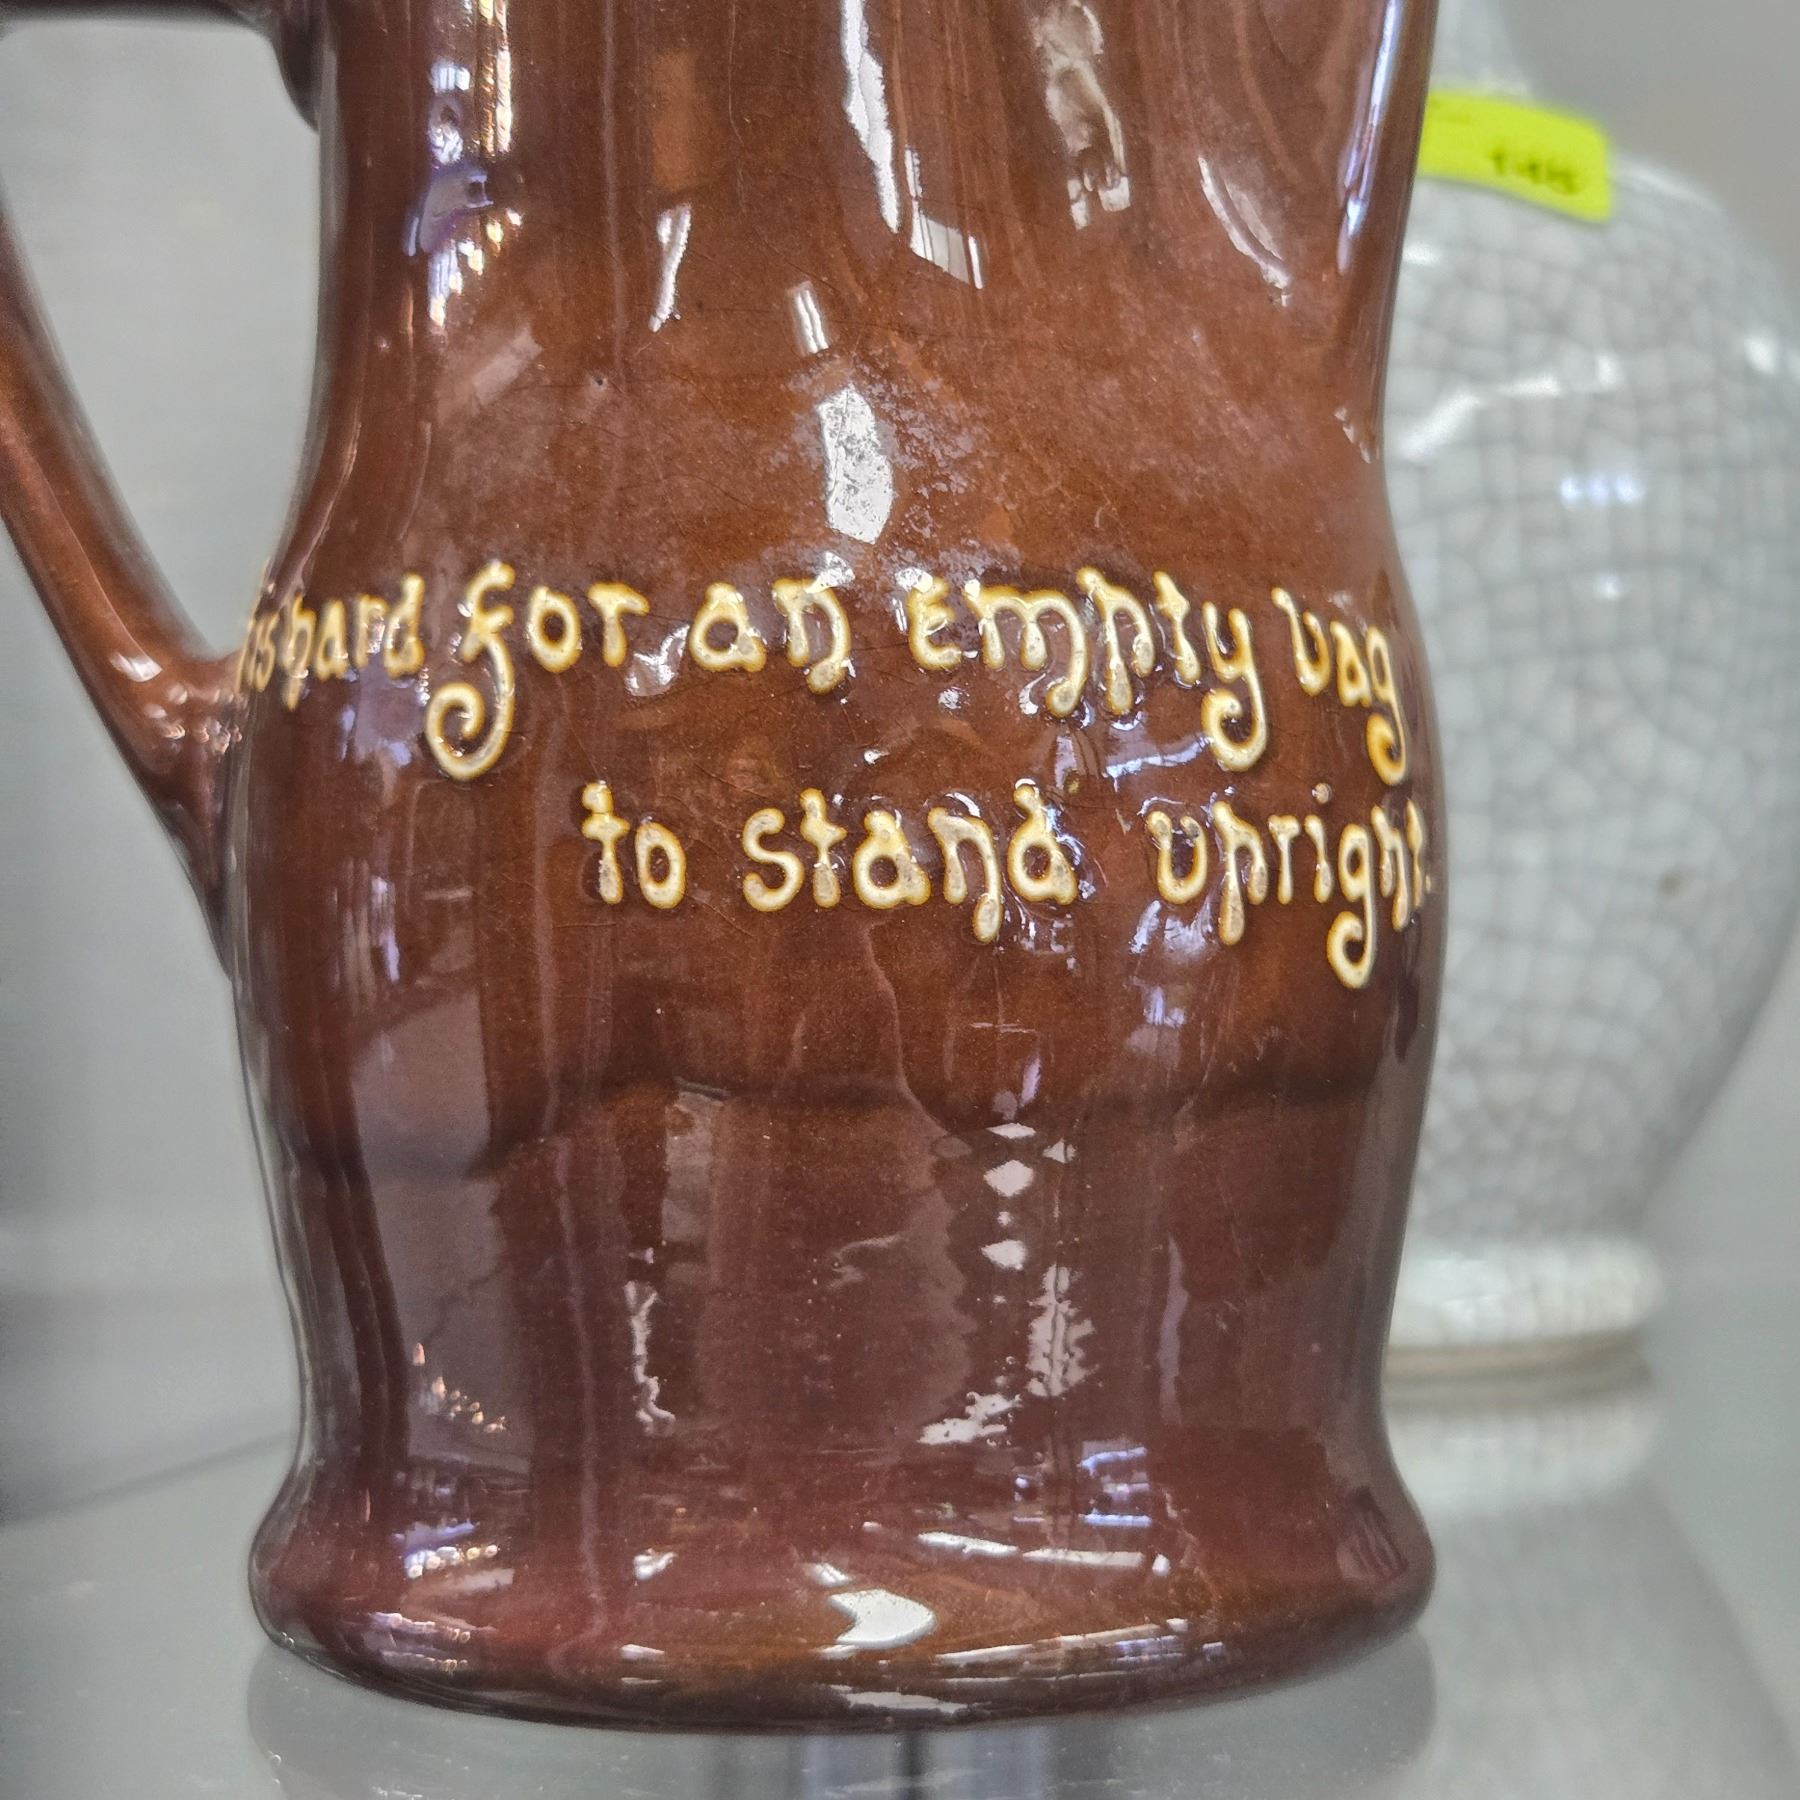 is hard for an empty bag
to stand upright.